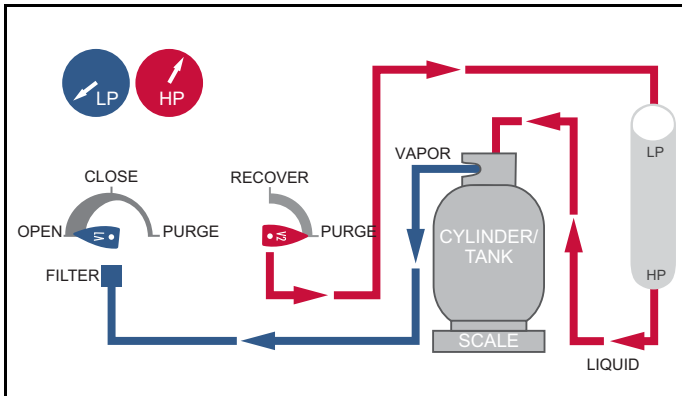 LP
HP
CLOSE
OPEN
V1
PURGE
FILTER
RECOVER
V2
PURGE
VAPOR
CYLINDER/
TANK
SCALE
LP
HP
LIQUID